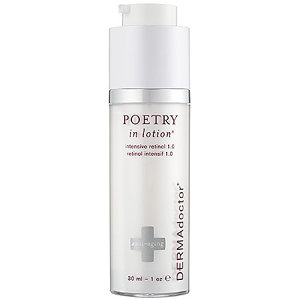 POETRY
in lotion®
intensive retinol 1.0
retinol intensif 1.0
anti-aging
30 ml – 1 oz ℮
DERMAdoctor®